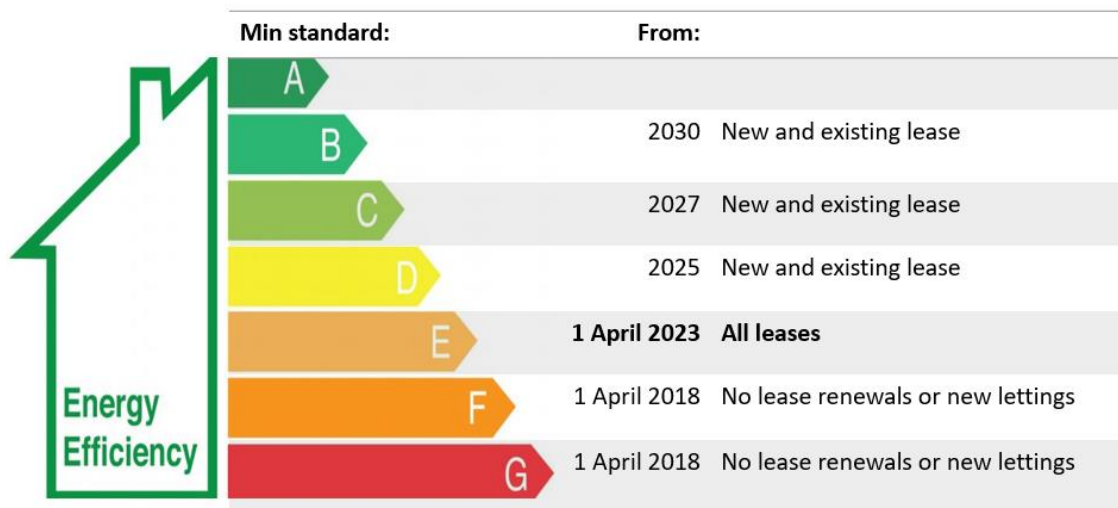 Min standard: From:
A
B 2030 New and existing lease
C 2027 New and existing lease
D 2025 New and existing lease
E 1 April 2023 All leases
F 1 April 2018 No lease renewals or new lettings
G 1 April 2018 No lease renewals or new lettings
Energy
Efficiency